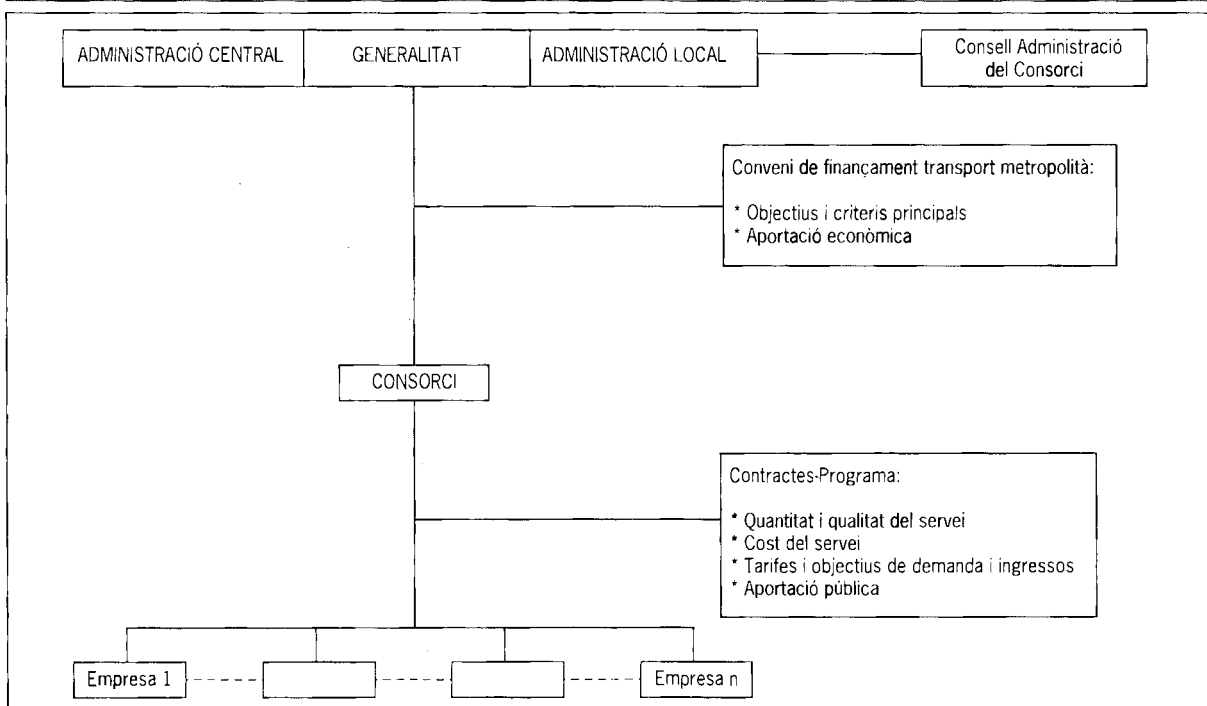 ADMINISTRACIÓ CENTRAL
GENERALITAT
ADMINISTRACIÓ LOCAL
Consell Administració
del Consorci
Conveni de finançament transport metropolità:
* Objectius i criteris principals
* Aportació econòmica
CONSORCI
Contractes-Programa:
* Quantitat i qualitat del servei
* Cost del servei
* Tarifes i objectius de demanda i ingressos
* Aportació pública
Empresa 1
Empresa n